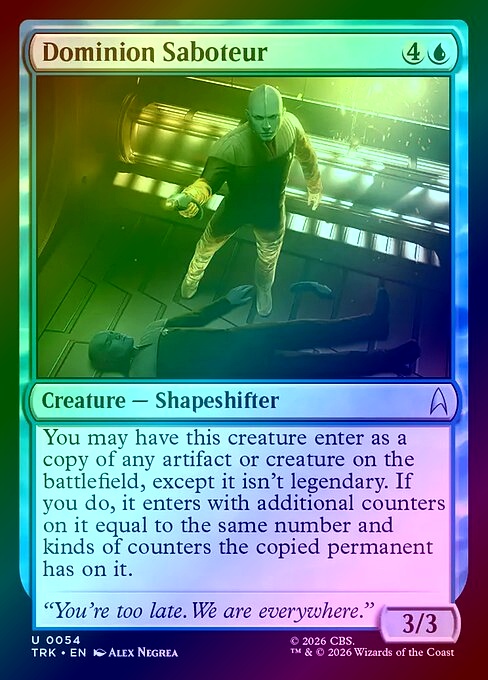 Dominion Saboteur 4
Creature — Shapeshifter
You may have this creature enter as a
copy of any artifact or creature on the
battlefield, except it isn't legendary. If
you do, it enters with additional counters
on it equal to the same number and
kinds of counters the copied permanent
has on it.
"You're too late. We are everywhere."
3/3
U 0054
TRK • EN Alex Negrea
© 2026 CBS.
™ & © 2026 Wizards of the Coast